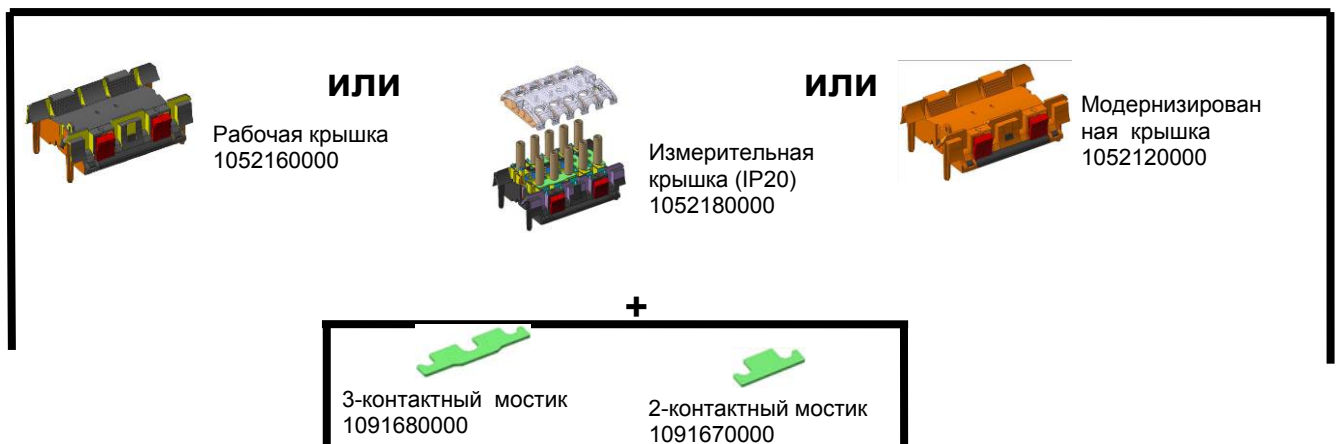 или
или
Рабочая крышка
1052160000
Измерительная
крышка (IP20)
1052180000
Модернизирован
ная крышка
1052120000
+
3-контактный мостик
1091680000
2-контактный мостик
1091670000